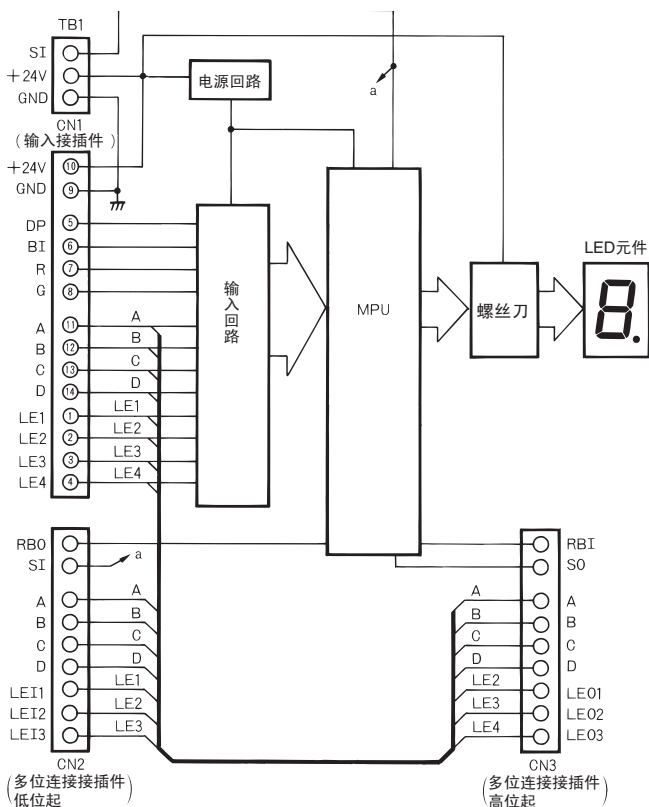 TB1
SI
+24V
GND
CN1
(输入接插件)
+24V ⑩
GND ⑨
DP ⑤
BI ⑥
R ⑦
G ⑧
A ⑪ A
B ⑫ B
C ⑬ C
D ⑭ D
LE1 ① LE1
LE2 ② LE2
LE3 ③ LE3
LE4 ④ LE4
电源回路
a
输入回路
MPU
螺丝刀
LED元件
8.
RBO
SI a
A A
B B
C C
D D
LEI1 LE1
LEI2 LE2
LEI3 LE3
CN2
(多位连接接插件)
低位起
RBI
SO
A A
B B
C C
D D
LE2 LEO1
LE3 LEO2
LE4 LEO3
CN3
(多位连接接插件)
高位起